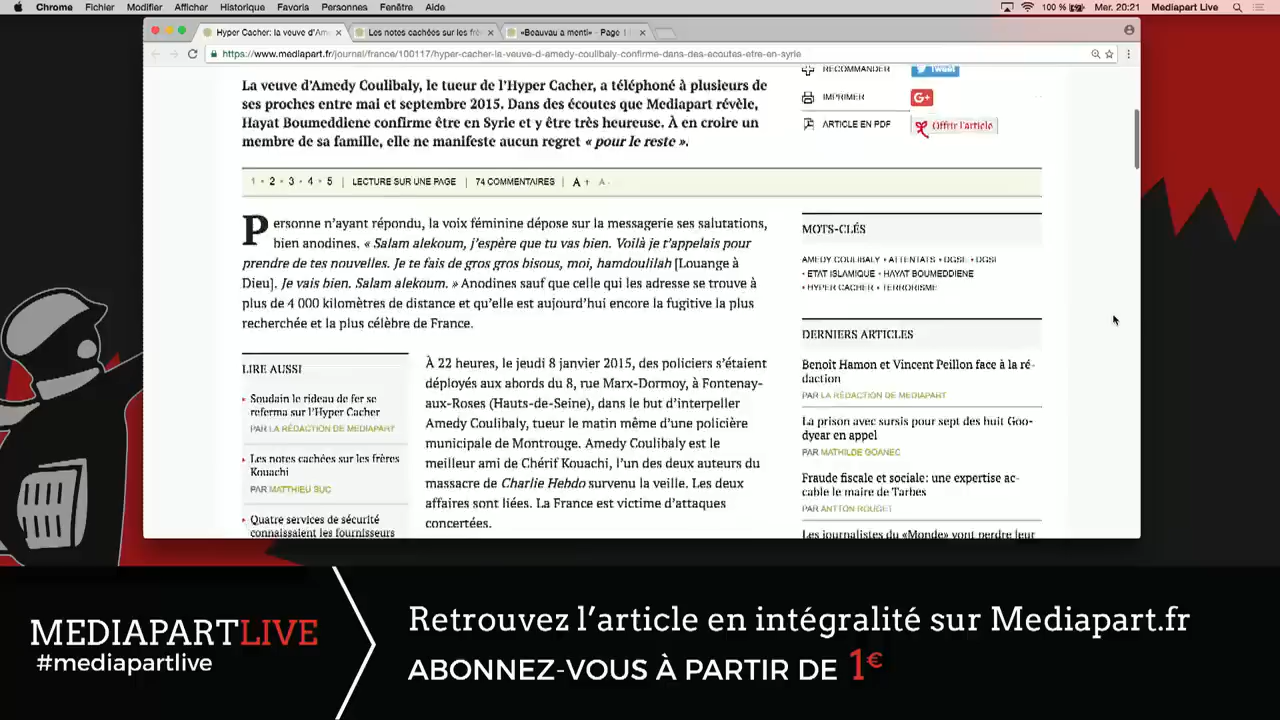 Chrome Fichier Modifier Afficher Historique Favoris Personnes Fenêtre Aide 100 % Mer. 20:21 Mediapart Live
Hyper Cacher: la veuve d'Am Les notes cachées sur les frè «Beauvau a menti» - Page 1
https://www.mediapart.fr/journal/france/100117/hyper-cacher-la-veuve-d-amedy-coulibaly-confirme-dans-des-ecoutes-etre-en-syrie
La veuve d'Amedy Coulibaly, le tueur de l'Hyper Cacher, a téléphoné à plusieurs de
ses proches entre mai et septembre 2015. Dans des écoutes que Mediapart révèle,
Hayat Boumeddiene confirme être en Syrie et y être très heureuse. À en croire un
membre de sa famille, elle ne manifeste aucun regret « pour le reste ».
RECOMMANDER Tweet
IMPRIMER G+
ARTICLE EN PDF Offrir l'article
1 • 2 • 3 • 4 • 5 | LECTURE SUR UNE PAGE | 74 COMMENTAIRES | A + A -
Personne n'ayant répondu, la voix féminine dépose sur la messagerie ses salutations,
bien anodines. « Salam alekoum, j'espère que tu vas bien. Voilà je t'appelais pour
prendre de tes nouvelles. Je te fais de gros gros bisous, moi, hamdoulilah [Louange à
Dieu]. Je vais bien. Salam alekoum. » Anodines sauf que celle qui les adresse se trouve à
plus de 4 000 kilomètres de distance et qu'elle est aujourd'hui encore la fugitive la plus
recherchée et la plus célèbre de France.
LIRE AUSSI
Soudain le rideau de fer se
referma sur l'Hyper Cacher
PAR LA RÉDACTION DE MEDIAPART
Les notes cachées sur les frères
Kouachi
PAR MATTHIEU SUC
Quatre services de sécurité
connaissaient les fournisseurs
À 22 heures, le jeudi 8 janvier 2015, des policiers s'étaient
déployés aux abords du 8, rue Marx-Dormoy, à Fontenay-
aux-Roses (Hauts-de-Seine), dans le but d'interpeller
Amedy Coulibaly, tueur le matin même d'une policière
municipale de Montrouge. Amedy Coulibaly est le
meilleur ami de Chérif Kouachi, l'un des deux auteurs du
massacre de Charlie Hebdo survenu la veille. Les deux
affaires sont liées. La France est victime d'attaques
concertées.
MOTS-CLÉS
AMEDY COULIBALY • ATTENTATS • DGSE • DGSI
• ETAT ISLAMIQUE • HAYAT BOUMEDDIENE
• HYPER CACHER • TERRORISME
DERNIERS ARTICLES
Benoît Hamon et Vincent Peillon face à la ré-
daction
PAR LA RÉDACTION DE MEDIAPART
La prison avec sursis pour sept des huit Goo-
dyear en appel
PAR MATHILDE GOANEC
Fraude fiscale et sociale: une expertise ac-
cable le maire de Tarbes
PAR ANTTON ROUGET
Les journalistes du «Monde» vont perdre leur
MEDIAPARTLIVE
#mediapartlive
Retrouvez l'article en intégralité sur Mediapart.fr
ABONNEZ-VOUS À PARTIR DE 1€